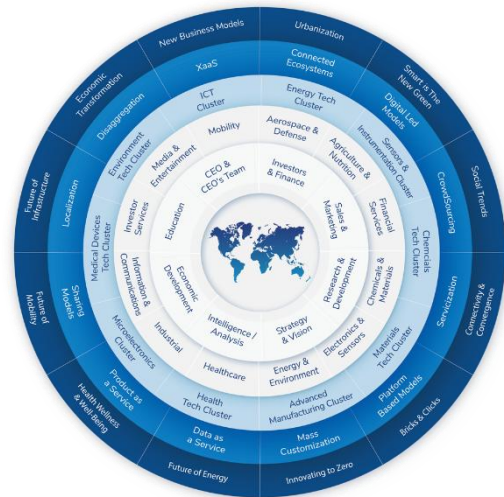 New Business Models
Urbanization
Smart is The
New Green
Social Trends
Connectivity &
Convergence
Bricks & Clicks
Innovating to Zero
Future of Energy
Health Wellness
& Well Being
Future of
Mobility
Future of
Infrastructure
Economic
Transformation
XaaS
Connected
Ecosystems
Digital Led
Models
CrowdSourcing
Servicization
Platform
Based Models
Mass
Customization
Data as
a Service
Product as
a Service
Sharing
Models
Localization
Disaggregation
ICT
Cluster
Energy Tech
Cluster
Sensors &
Instrumentation Cluster
Chemcials
Tech Cluster
Materials
Tech Cluster
Advanced
Manufacturing Cluster
Health
Tech Cluster
Microelectronics
Cluster
Medical Devices
Tech Cluster
Environment
Tech Cluster
Mobility
Aerospace &
Defense
Agriculture &
Nutrition
Financial
Services
Chemicals &
Materials
Electronics &
Sensors
Energy &
Environment
Healthcare
Industrial
Information &
Communications
Investor
Services
Media &
Entertainment
CEO &
CEO's Team
Investors
& Finance
Sales &
Marketing
Research &
Development
Strategy
& Vision
Intelligence /
Analysis
Economic
Development
Education